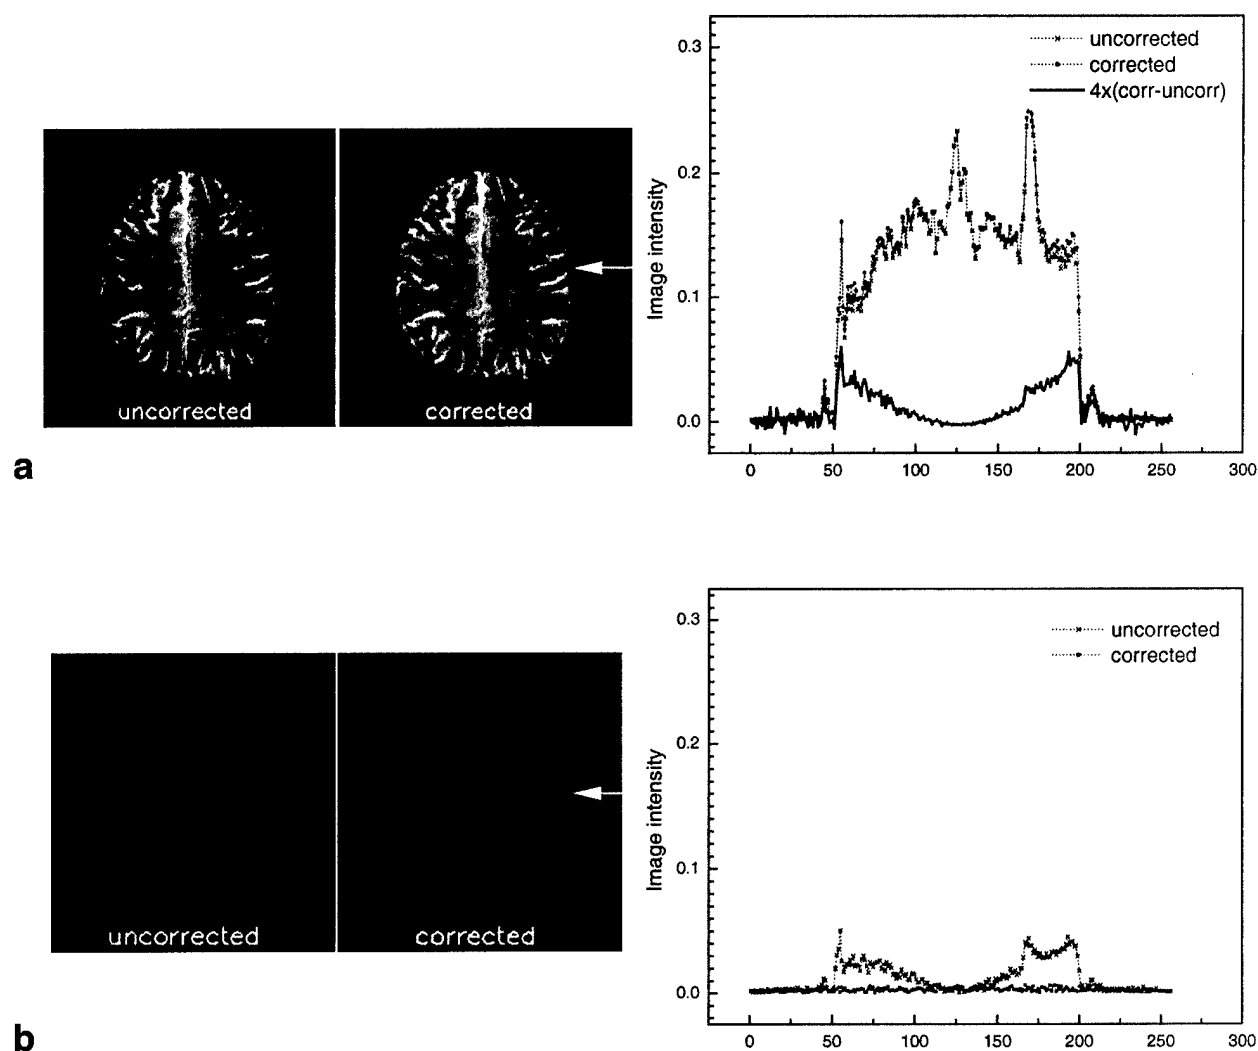 uncorrected
corrected
a
Image intensity
0.3
0.2
0.1
0.0
uncorrected
corrected
4x(corr-uncorr)
0 50 100 150 200 250 300
uncorrected
corrected
b
Image intensity
0.3
0.2
0.1
0.0
uncorrected
corrected
0 50 100 150 200 250 300